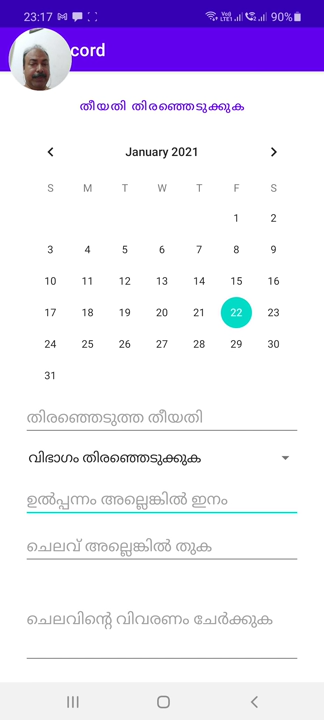 23:17 90%
cord
തീയതി തിരഞ്ഞെടുക്കുക
January 2021
S M T W T F S
1 2
3 4 5 6 7 8 9
10 11 12 13 14 15 16
17 18 19 20 21 22 23
24 25 26 27 28 29 30
31
തിരഞ്ഞെടുത്ത തീയതി
വിഭാഗം തിരഞ്ഞെടുക്കുക
ഉൽപ്പന്നം അല്ലെങ്കിൽ ഇനം
ചെലവ് അല്ലെങ്കിൽ തുക
ചെലവിന്റെ വിവരണം ചേർക്കുക